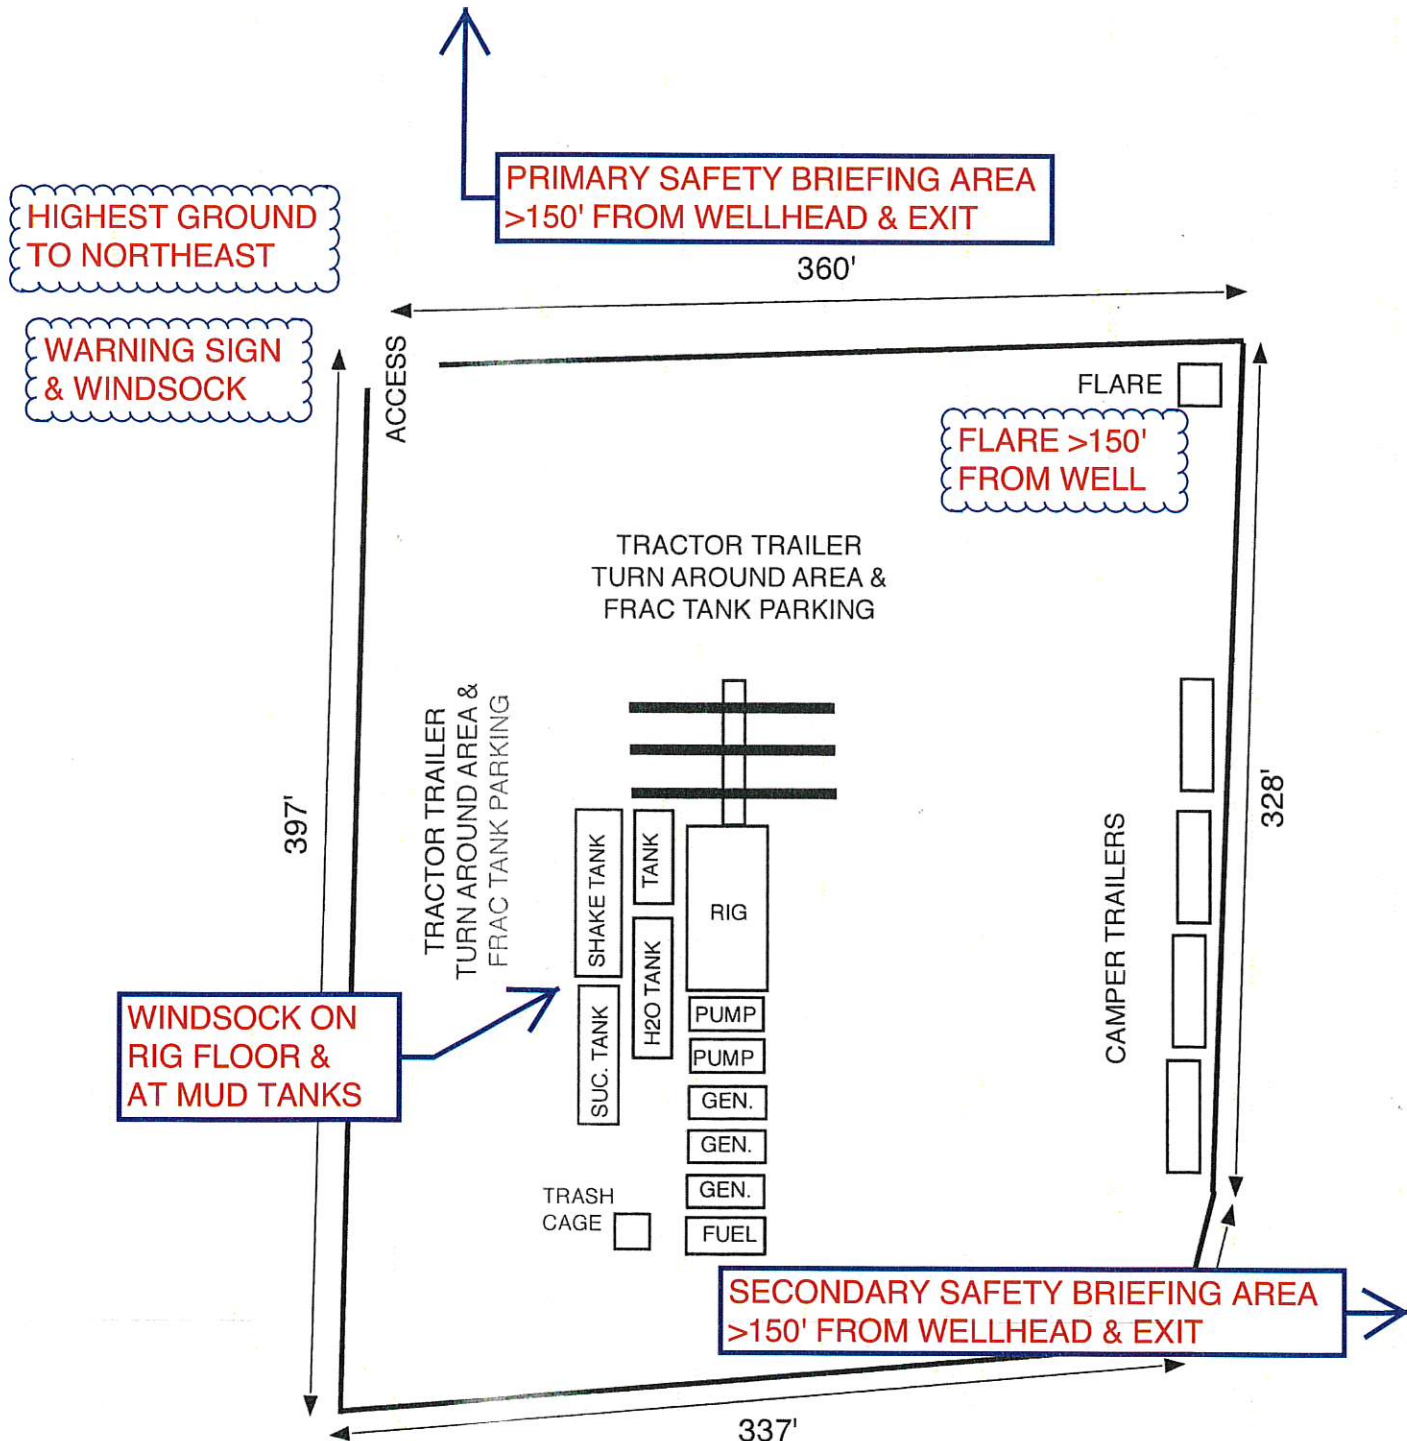 PRIMARY SAFETY BRIEFING AREA
>150' FROM WELLHEAD & EXIT
HIGHEST GROUND
TO NORTHEAST
360'
WARNING SIGN
& WINDSOCK
ACCESS
FLARE
FLARE >150'
FROM WELL
TRACTOR TRAILER
TURN AROUND AREA &
FRAC TANK PARKING
TRACTOR TRAILER
TURN AROUND AREA &
FRAC TANK PARKING
397'
328'
SHAKE TANK
TANK
RIG
CAMPER TRAILERS
H2O TANK
SUC. TANK
WINDSOCK ON
RIG FLOOR &
AT MUD TANKS
PUMP
PUMP
GEN.
GEN.
GEN.
FUEL
TRASH
CAGE
SECONDARY SAFETY BRIEFING AREA
>150' FROM WELLHEAD & EXIT
337'